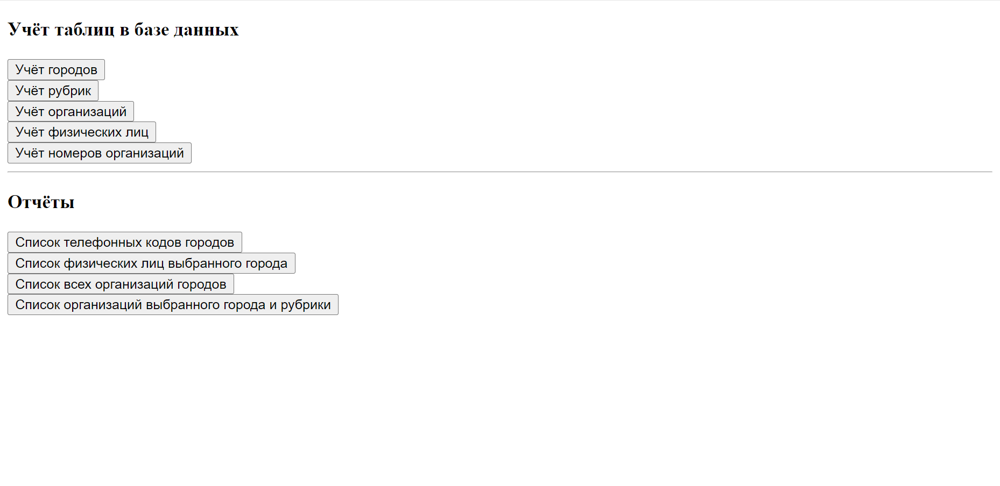 Учёт таблиц в базе данных
Учёт городов
Учёт рубрик
Учёт организаций
Учёт физических лиц
Учёт номеров организаций
Отчёты
Список телефонных кодов городов
Список физических лиц выбранного города
Список всех организаций городов
Список организаций выбранного города и рубрики